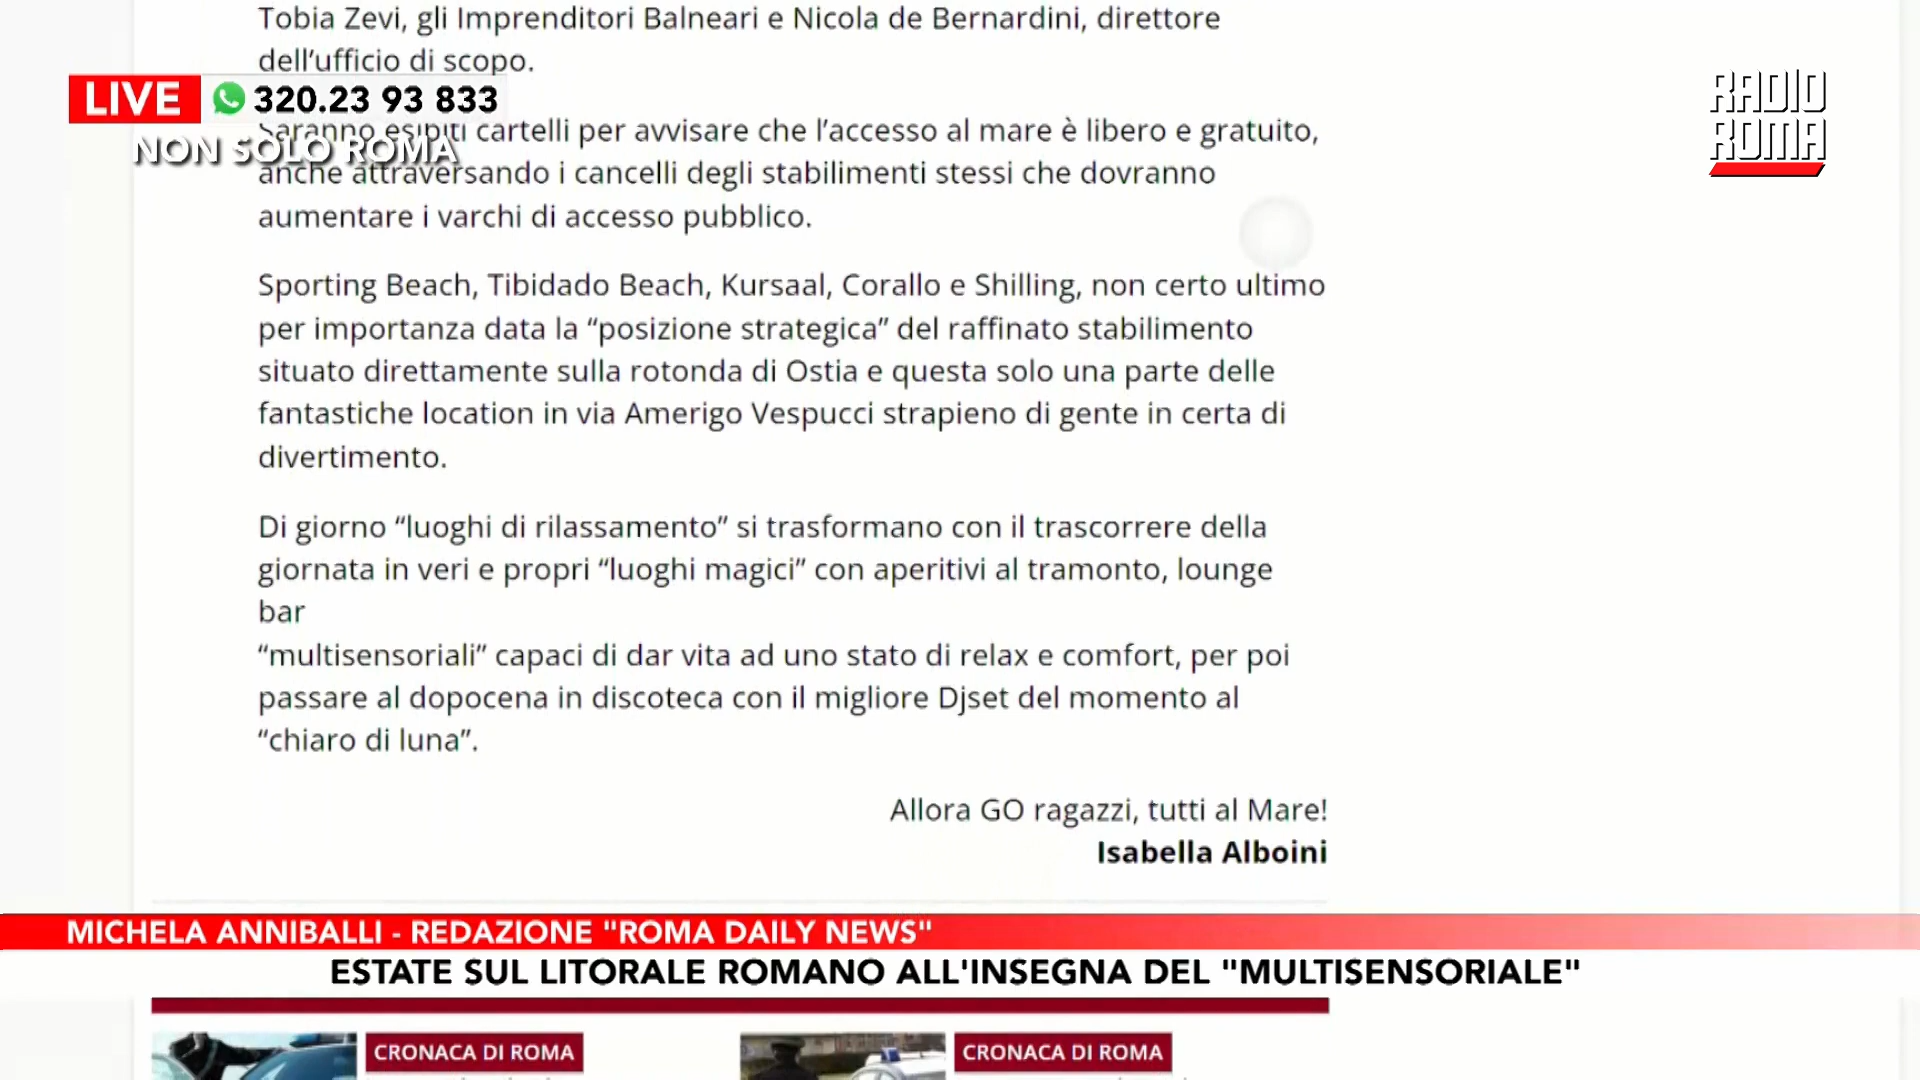 Tobia Zevi, gli Imprenditori Balneari e Nicola de Bernardini, direttore
dell’ufficio di scopo.
LIVE 320.23 93 833
NON SOLO ROMA
RADIO
ROMA
Saranno esibiti cartelli per avvisare che l’accesso al mare è libero e gratuito,
anche attraversando i cancelli degli stabilimenti stessi che dovranno
aumentare i varchi di accesso pubblico.
Sporting Beach, Tibidado Beach, Kursaal, Corallo e Shilling, non certo ultimo
per importanza data la “posizione strategica” del raffinato stabilimento
situato direttamente sulla rotonda di Ostia e questa solo una parte delle
fantastiche location in via Amerigo Vespucci strapieno di gente in certa di
divertimento.
Di giorno “luoghi di rilassamento” si trasformano con il trascorrere della
giornata in veri e propri “luoghi magici” con aperitivi al tramonto, lounge
bar
“multisensoriali” capaci di dar vita ad uno stato di relax e comfort, per poi
passare al dopocena in discoteca con il migliore Djset del momento al
“chiaro di luna”.
Allora GO ragazzi, tutti al Mare!
Isabella Alboini
MICHELA ANNIBALLI - REDAZIONE "ROMA DAILY NEWS"
ESTATE SUL LITORALE ROMANO ALL'INSEGNA DEL "MULTISENSORIALE"
CRONACA DI ROMA
CRONACA DI ROMA